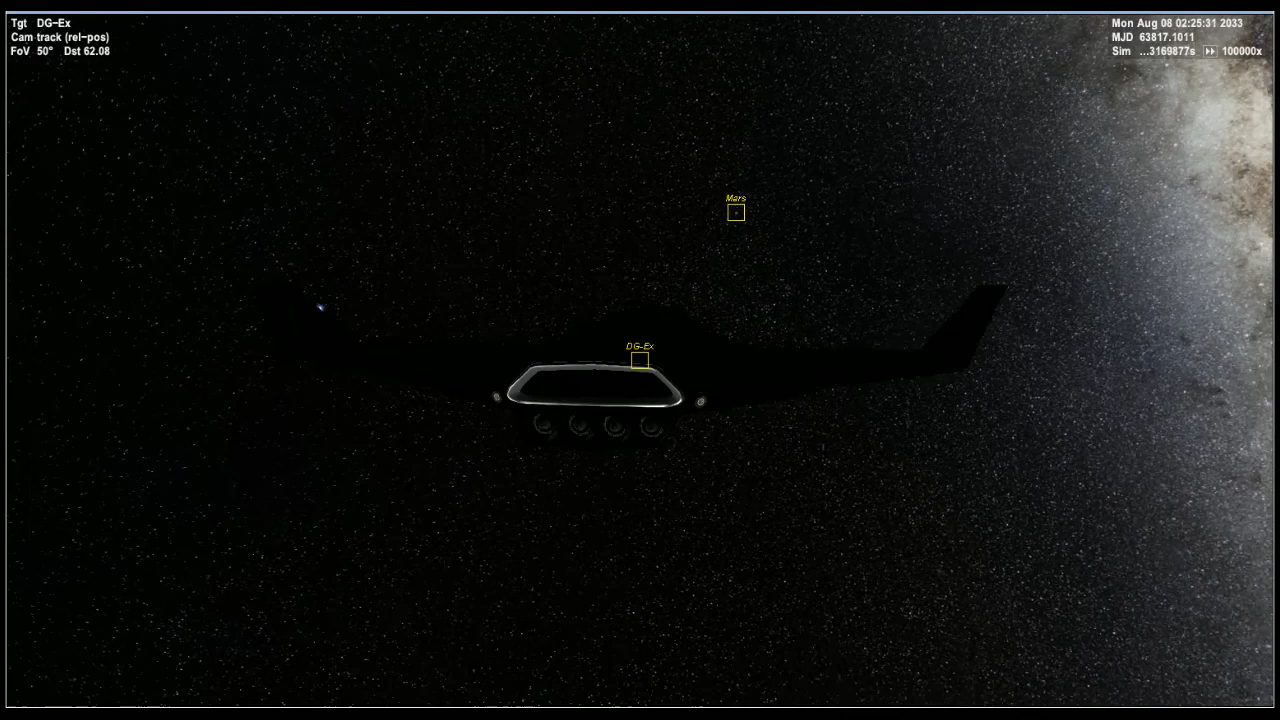 Tgt DG-Ex
Cam track (rel-pos)
FoV 50° Dst 62.08
Mon Aug 08 02:25:31 2033
MJD 63817.1011
Sim ...3169877s 100000x
Mars
DG-Ex